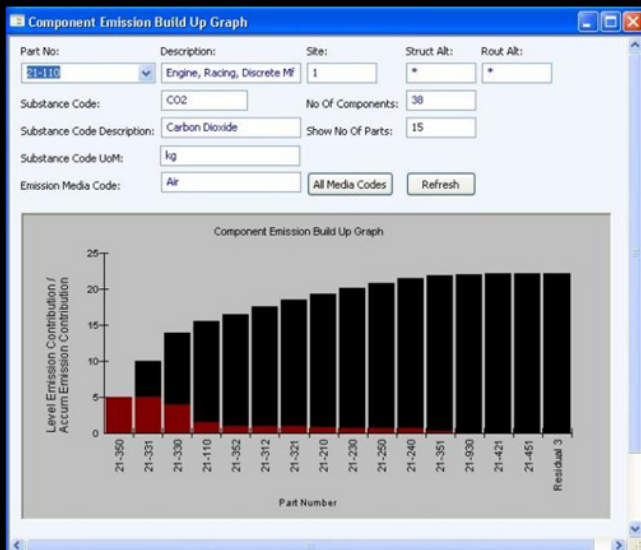 Component Emission Build Up Graph
Part No: Description: Site: Struct Alt: Rout Alt:
21-110 Engine, Racing, Discrete Mf 1 * *
Substance Code: CO2 No Of Components: 38
Substance Code Description: Carbon Dioxide Show No Of Parts: 15
Substance Code UoM: kg
Emission Media Code: Air All Media Codes Refresh
Component Emission Build Up Graph
Level Emission Contribution /
Accum Emission Contribution
25
20
15
10
5
0
21-350
21-331
21-330
21-110
21-352
21-312
21-321
21-210
21-230
21-250
21-240
21-351
21-930
21-421
21-451
Residual 3
Part Number